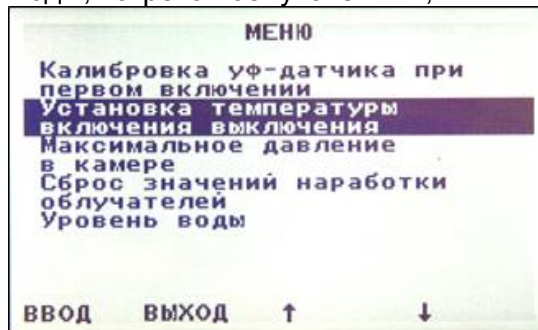 МЕНЮ
Калибровка уф-датчика при
первом включении
Установка температуры
включения выключения
Максимальное давление
в камере
Сброс значений наработки
облучателей
Уровень воды
ВВОД ВЫХОД ↑ ↓